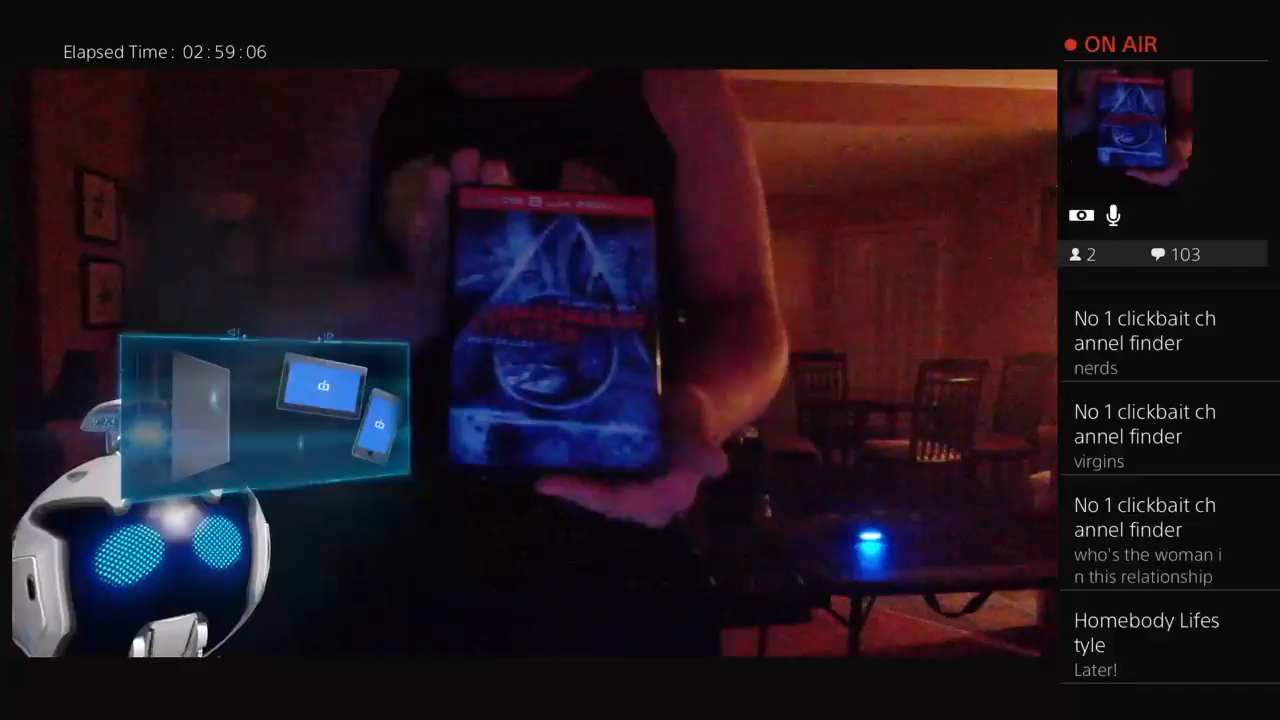 Elapsed Time: 02:59:06
ON AIR
2
103
No 1 clickbait ch
annel finder
nerds
No 1 clickbait ch
annel finder
virgins
No 1 clickbait ch
annel finder
who's the woman i
n this relationship
Homebody Lifes
tyle
Later!